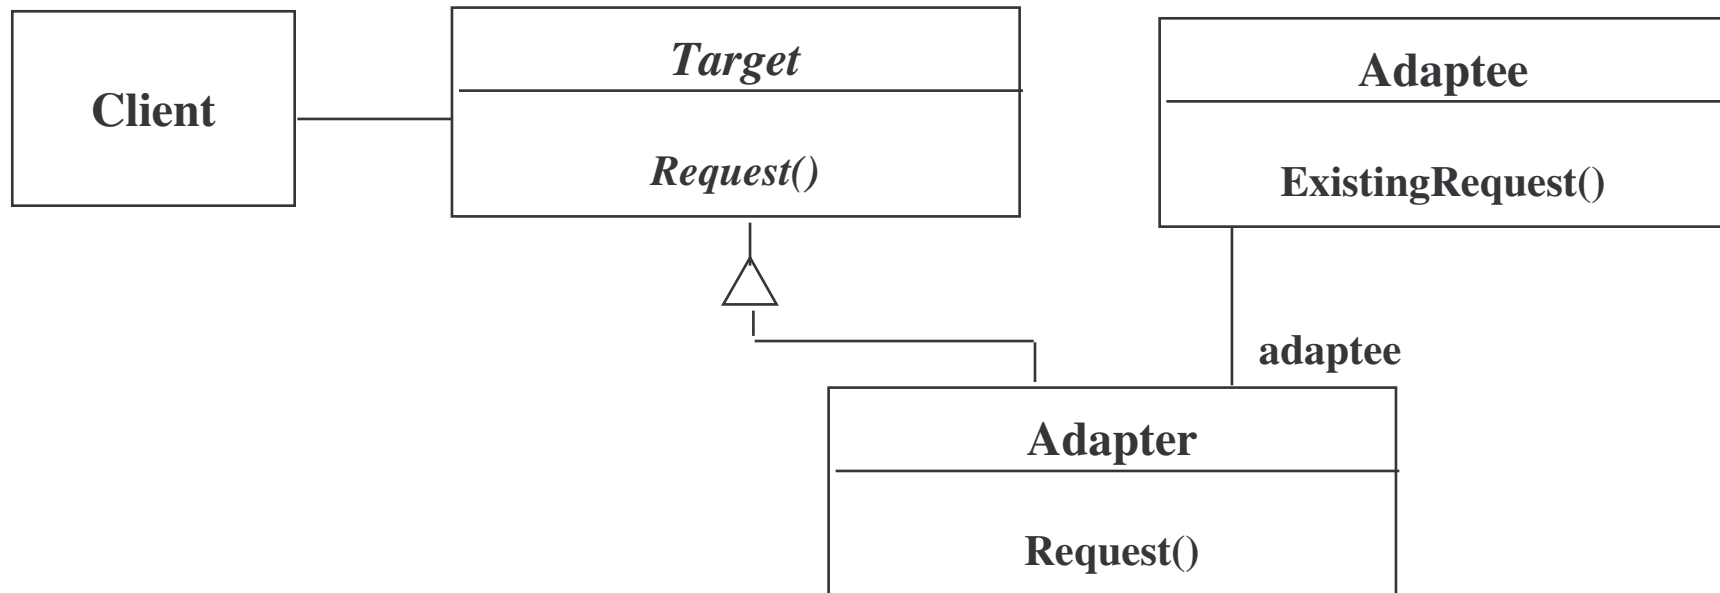 Client
Target
Request()
Adaptee
ExistingRequest()
adaptee
Adapter
Request()